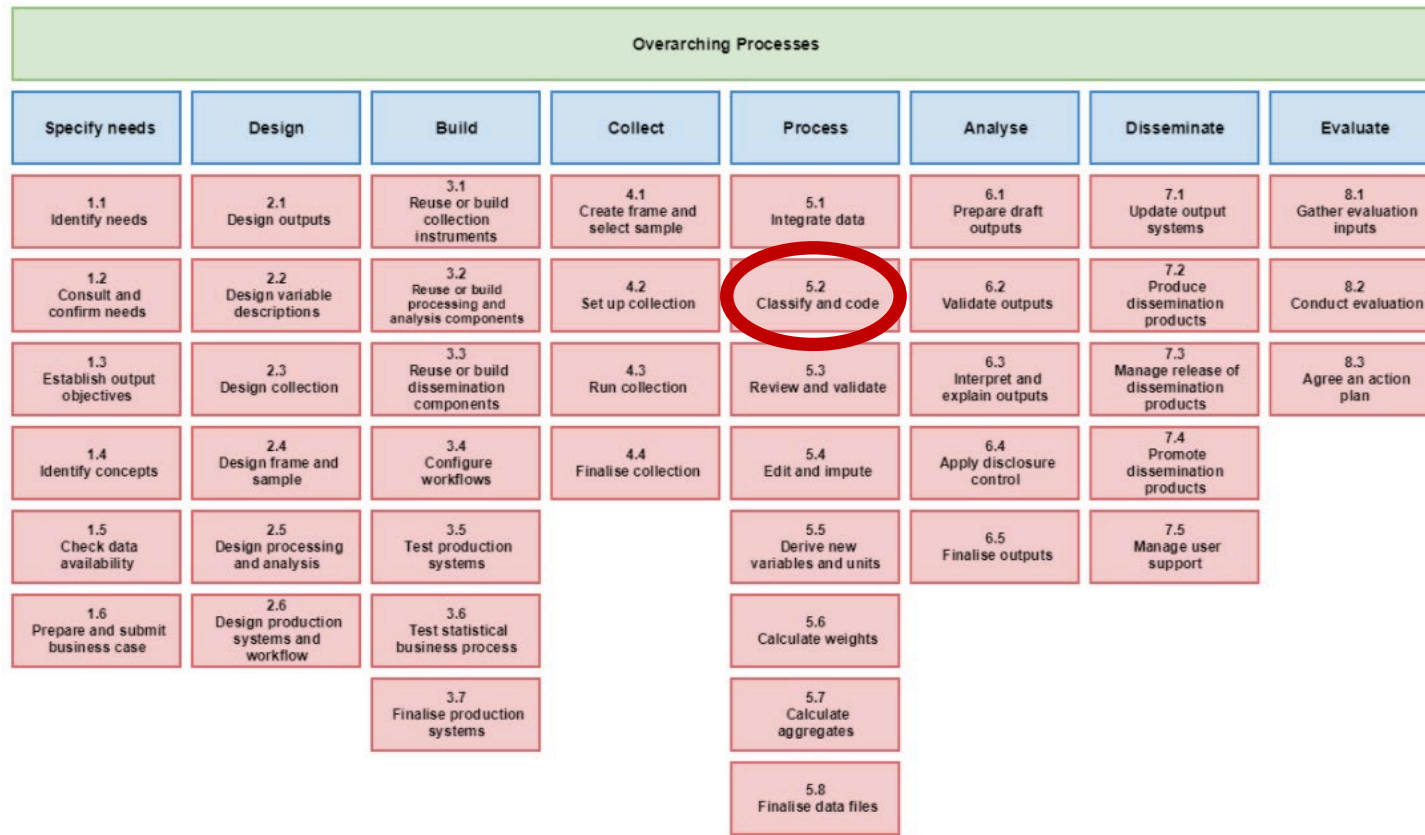 Overarching Processes
Specify needs
Design
Build
Collect
Process
Analyse
Disseminate
Evaluate
1.1
Identify needs
2.1
Design outputs
3.1
Reuse or build
collection
instruments
4.1
Create frame and
select sample
5.1
Integrate data
6.1
Prepare draft
outputs
7.1
Update output
systems
8.1
Gather evaluation
inputs
1.2
Consult and
confirm needs
2.2
Design variable
descriptions
3.2
Reuse or build
processing and
analysis components
4.2
Set up collection
5.2
Classify and code
6.2
Validate outputs
7.2
Produce
dissemination
products
8.2
Conduct evaluation
1.3
Establish output
objectives
2.3
Design collection
3.3
Reuse or build
dissemination
components
4.3
Run collection
5.3
Review and validate
6.3
Interpret and
explain outputs
7.3
Manage release of
dissemination
products
8.3
Agree an action
plan
1.4
Identify concepts
2.4
Design frame and
sample
3.4
Configure
workflows
4.4
Finalise collection
5.4
Edit and impute
6.4
Apply disclosure
control
7.4
Promote
dissemination
products
1.5
Check data
availability
2.5
Design processing
and analysis
3.5
Test production
systems
5.5
Derive new
variables and units
6.5
Finalise outputs
7.5
Manage user
support
1.6
Prepare and submit
business case
2.6
Design production
systems and
workflow
3.6
Test statistical
business process
5.6
Calculate weights
3.7
Finalise production
systems
5.7
Calculate
aggregates
5.8
Finalise data files